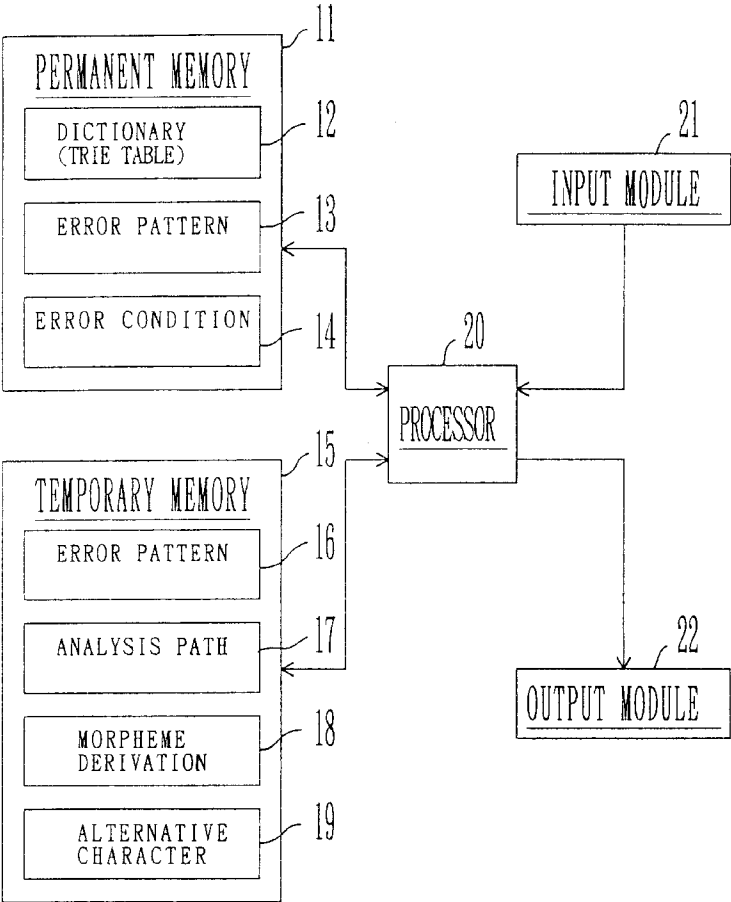 11
PERMANENT MEMORY
12
DICTIONARY
(TRIE TABLE)
13
ERROR PATTERN
14
ERROR CONDITION
15
TEMPORARY MEMORY
16
ERROR PATTERN
17
ANALYSIS PATH
18
MORPHEME
DERIVATION
19
ALTERNATIVE
CHARACTER
20
PROCESSOR
21
INPUT MODULE
22
OUTPUT MODULE